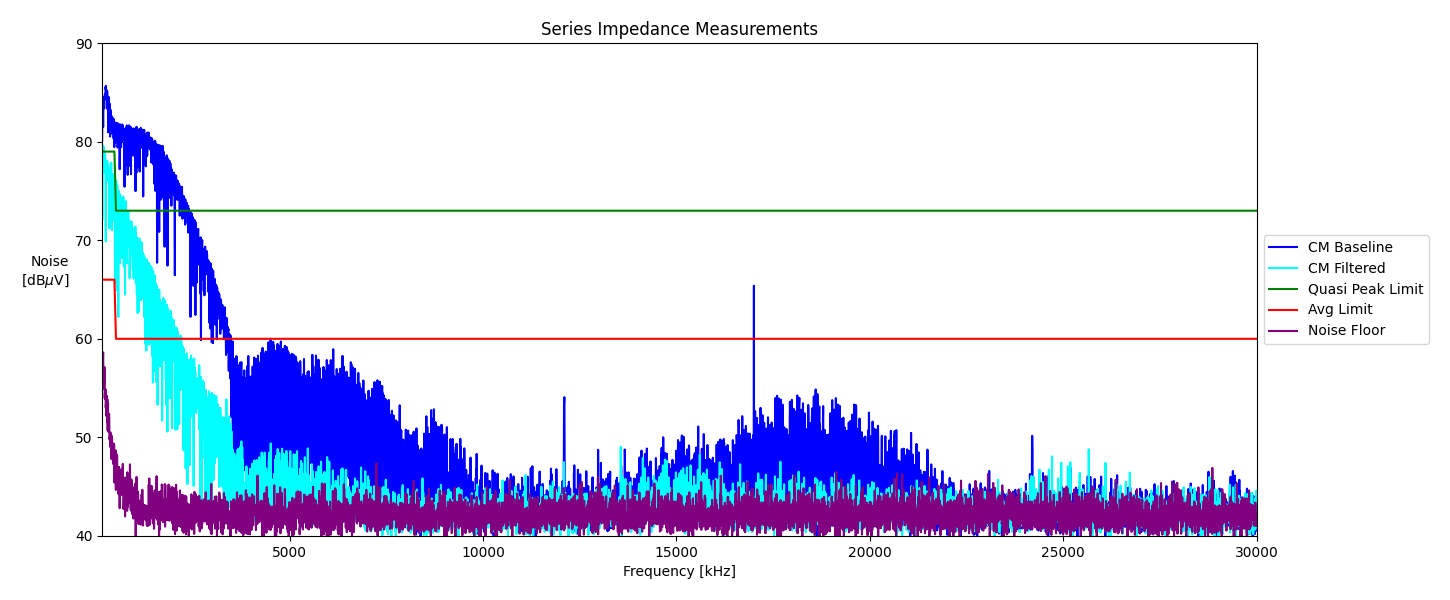 Series Impedance Measurements
90
80
70
60
50
40
Noise
[dBμV]
5000
10000
15000
20000
25000
30000
Frequency [kHz]
CM Baseline
CM Filtered
Quasi Peak Limit
Avg Limit
Noise Floor